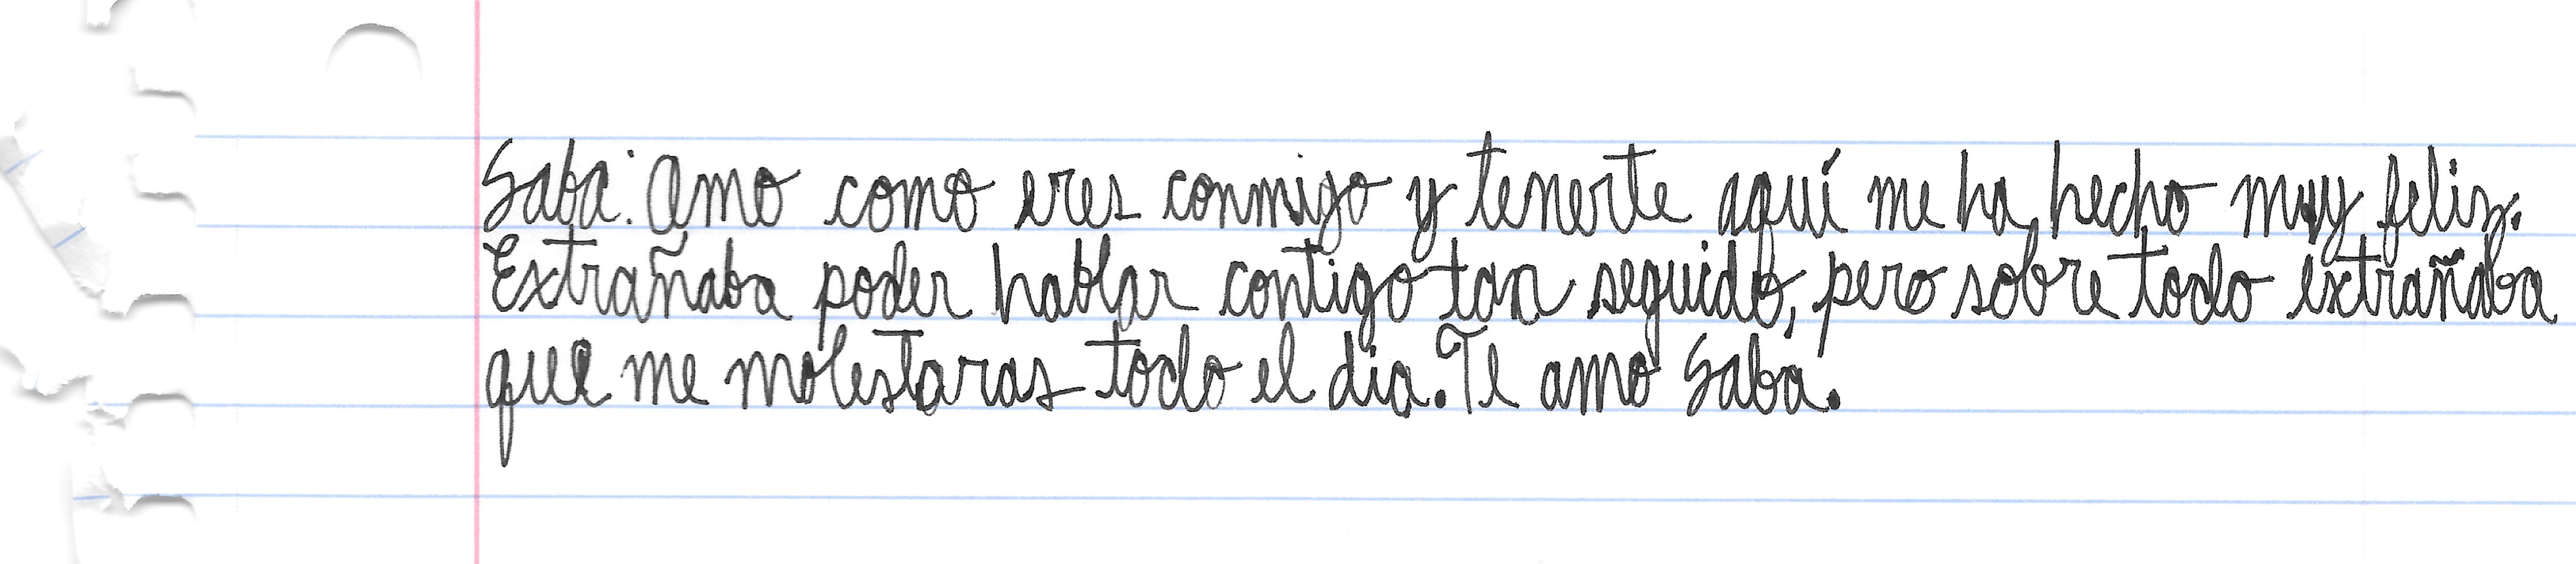 Saba: Amo como eres conmigo y tenerte aquí me ha hecho muy feliz.
Extrañaba poder hablar contigo tan seguido, pero sobre todo extrañaba
que me molestaras todo el dia. Te amo Saba.